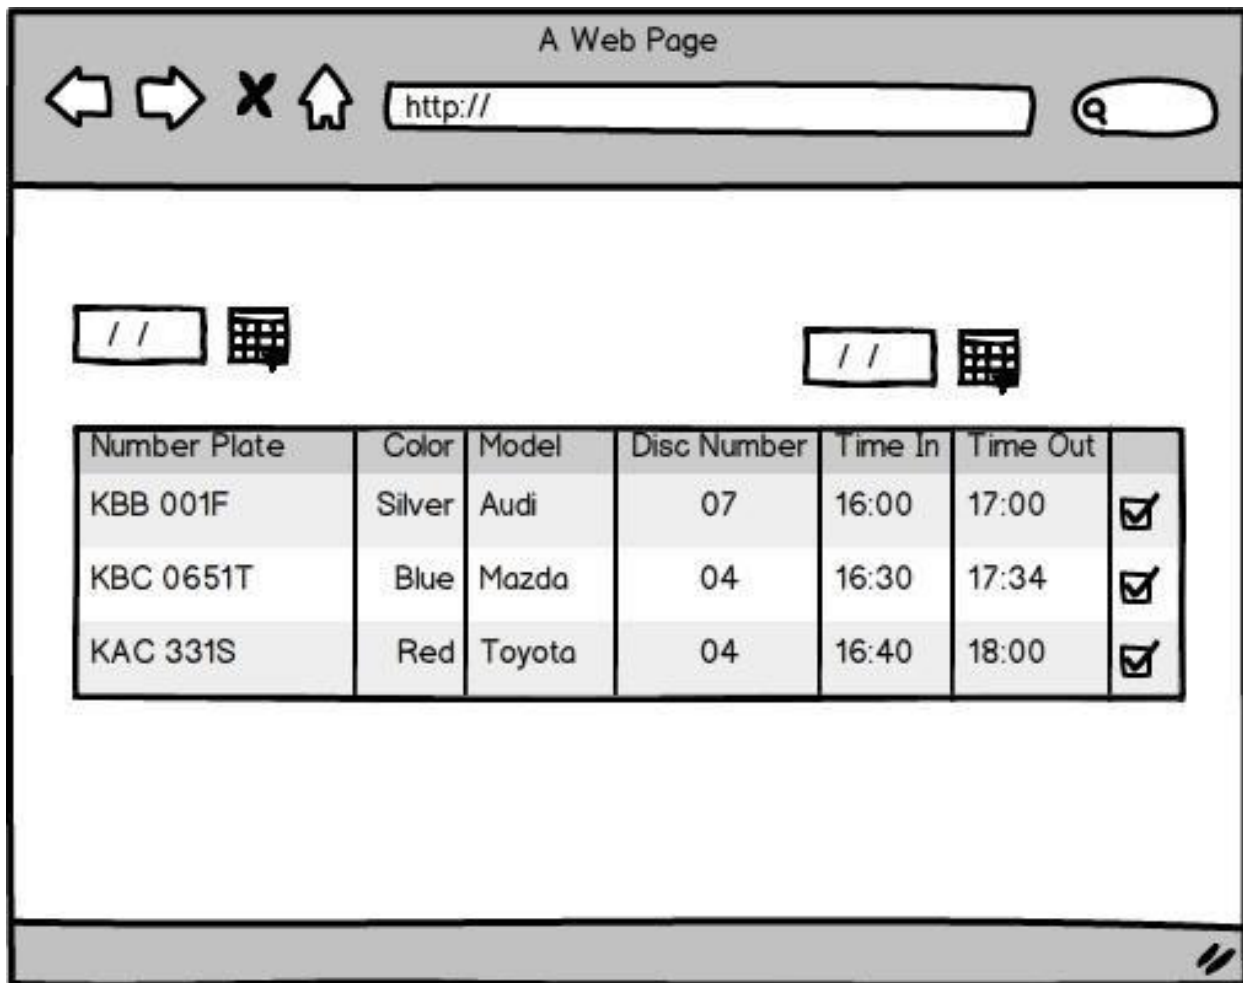 A Web Page
http://
/ /
/ /
Number Plate Color Model Disc Number Time In Time Out
KBB 001F Silver Audi 07 16:00 17:00
KBC 0651T Blue Mazda 04 16:30 17:34
KAC 331S Red Toyota 04 16:40 18:00